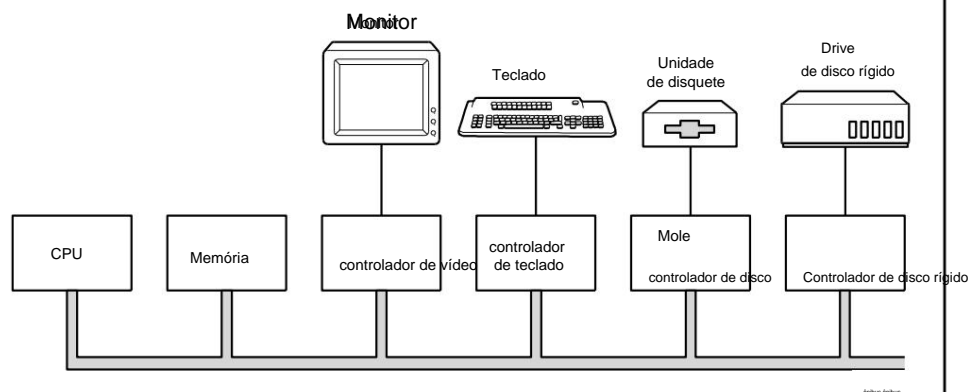 Monitor
Teclado
Unidade
de disquete
Drive
de disco rígido
CPU
Memória
controlador de vídeo
controlador
de teclado
Mole
controlador de disco
Controlador de disco rígido